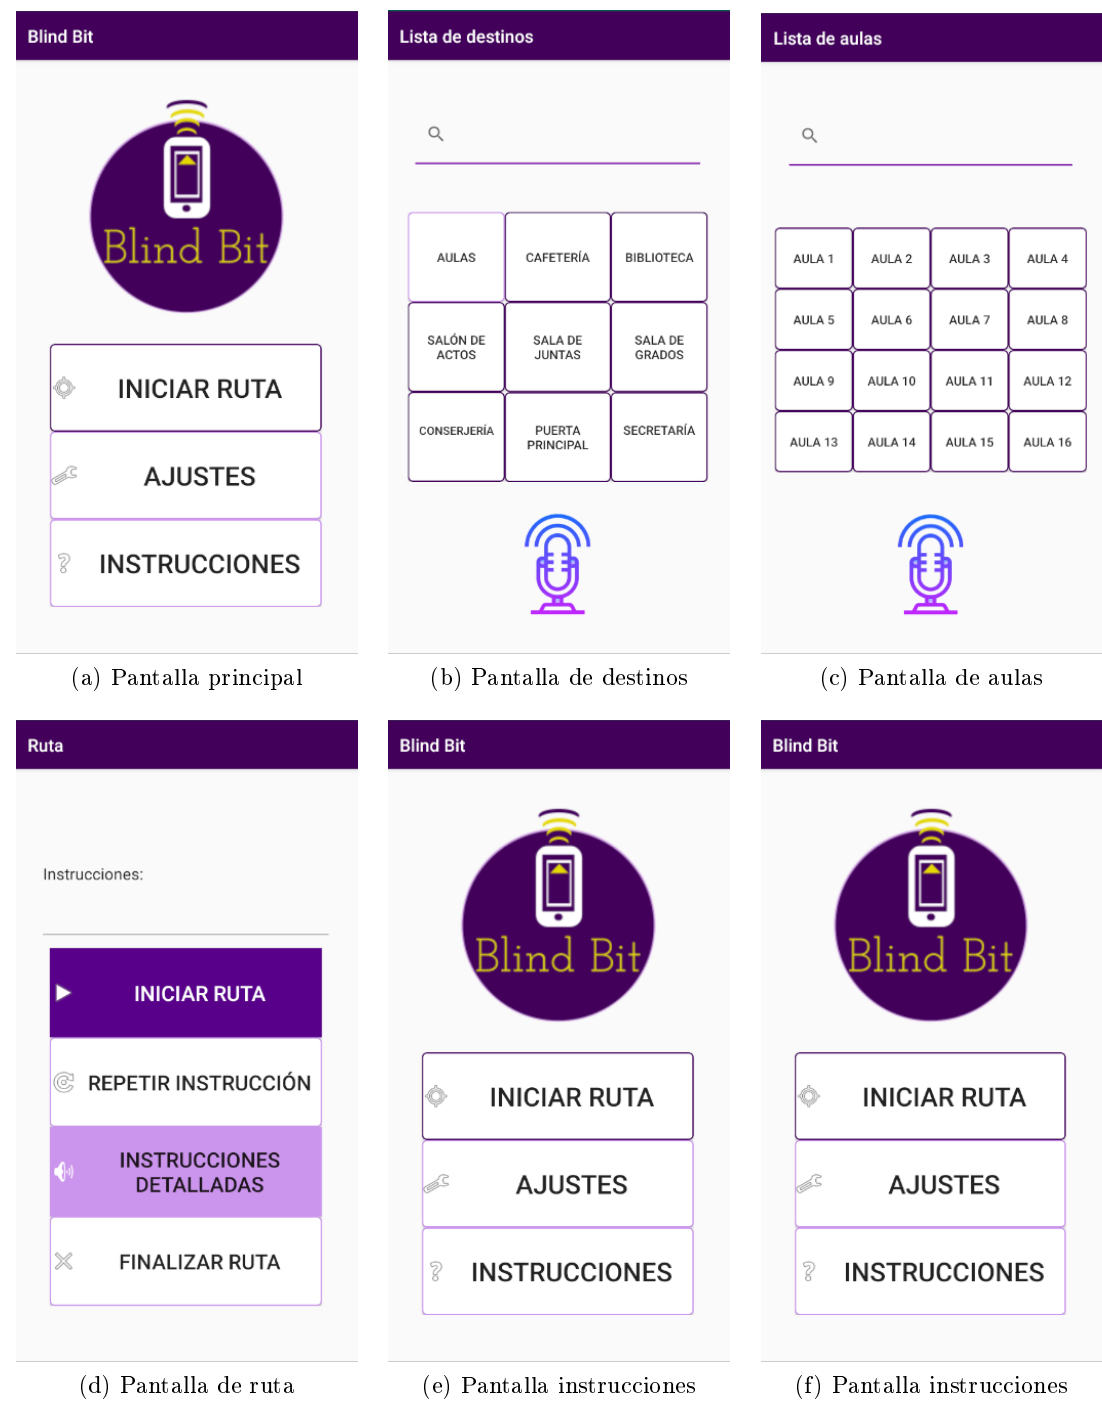 Blind Bit
Blind Bit
INICIAR RUTA
AJUSTES
INSTRUCCIONES
(a) Pantalla principal
Lista de destinos
AULAS
CAFETERÍA
BIBLIOTECA
SALÓN DE
ACTOS
SALA DE
JUNTAS
SALA DE
GRADOS
CONSERJERÍA
PUERTA
PRINCIPAL
SECRETARÍA
(b) Pantalla de destinos
Lista de aulas
AULA 1
AULA 2
AULA 3
AULA 4
AULA 5
AULA 6
AULA 7
AULA 8
AULA 9
AULA 10
AULA 11
AULA 12
AULA 13
AULA 14
AULA 15
AULA 16
(c) Pantalla de aulas
Ruta
Instrucciones:
INICIAR RUTA
REPETIR INSTRUCCIÓN
INSTRUCCIONES
DETALLADAS
FINALIZAR RUTA
(d) Pantalla de ruta
Blind Bit
Blind Bit
INICIAR RUTA
AJUSTES
INSTRUCCIONES
(e) Pantalla instrucciones
Blind Bit
Blind Bit
INICIAR RUTA
AJUSTES
INSTRUCCIONES
(f) Pantalla instrucciones